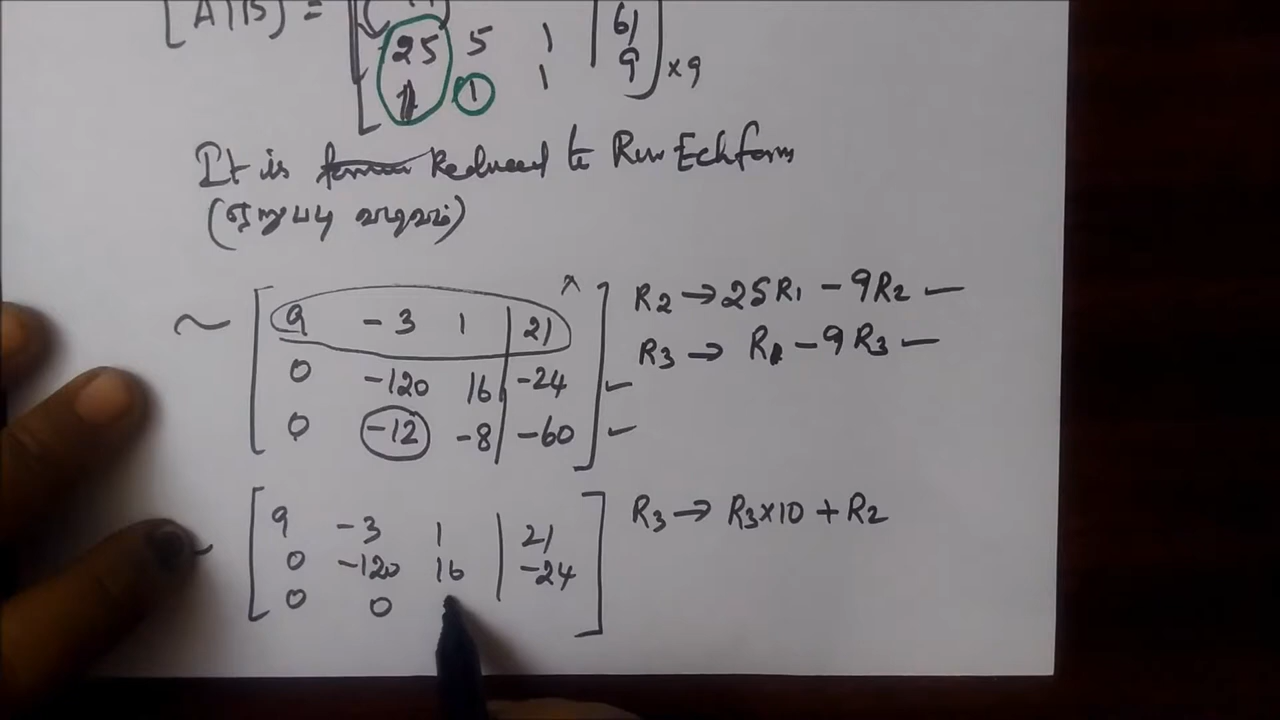 [A|B] =
25 5 1 | 61
1 1 1 9 ×9
It is Reduced to Row Ech form
~ [ 9 -3 1 | 21 ] R2 → 25R1 - 9R2
0 -120 16 | -24 R3 → R1 - 9R3
0 -12 -8 | -60
~ [ 9 -3 1 | 21 ] R3 → R3×10 + R2
0 -120 16 | -24
0 0